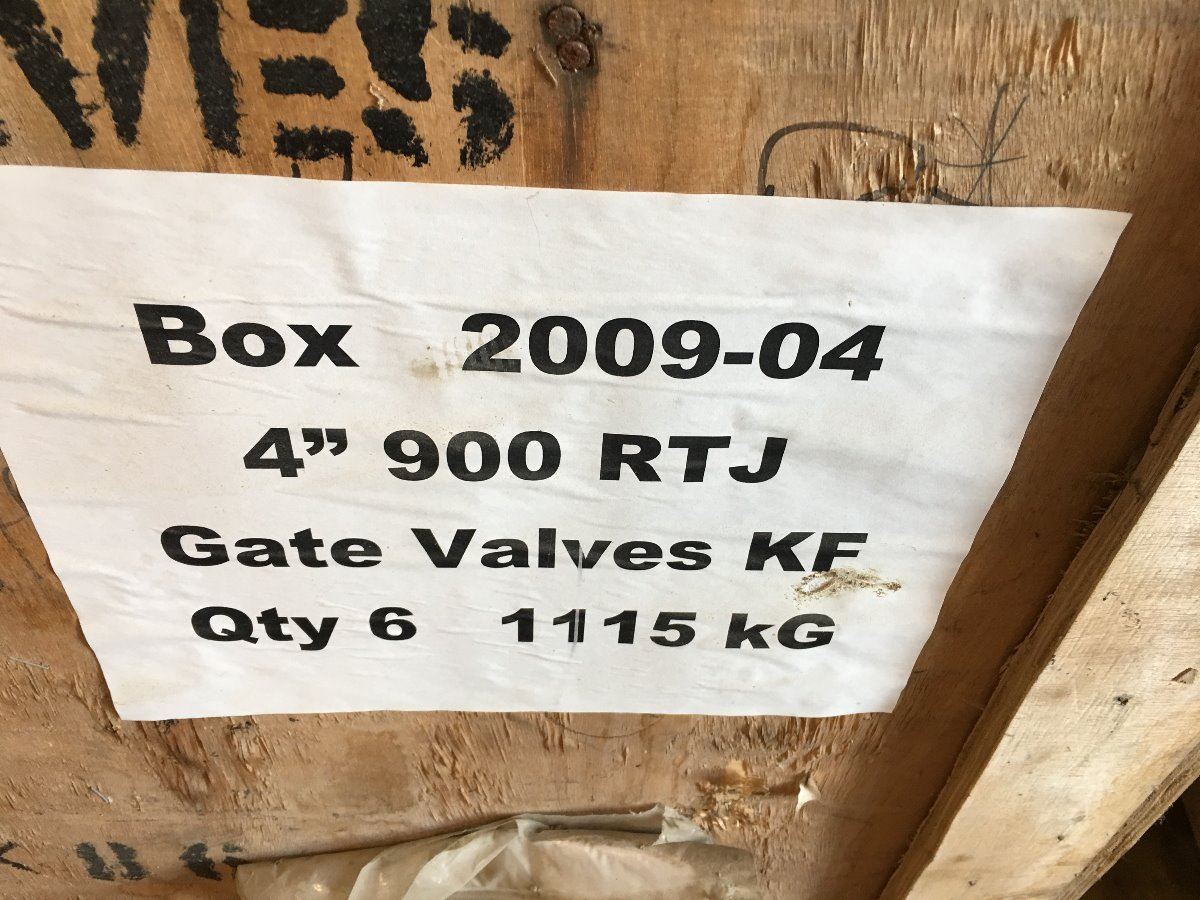 Box 2009-04
4” 900 RTJ
Gate Valves KF
Qty 6 1115 kG